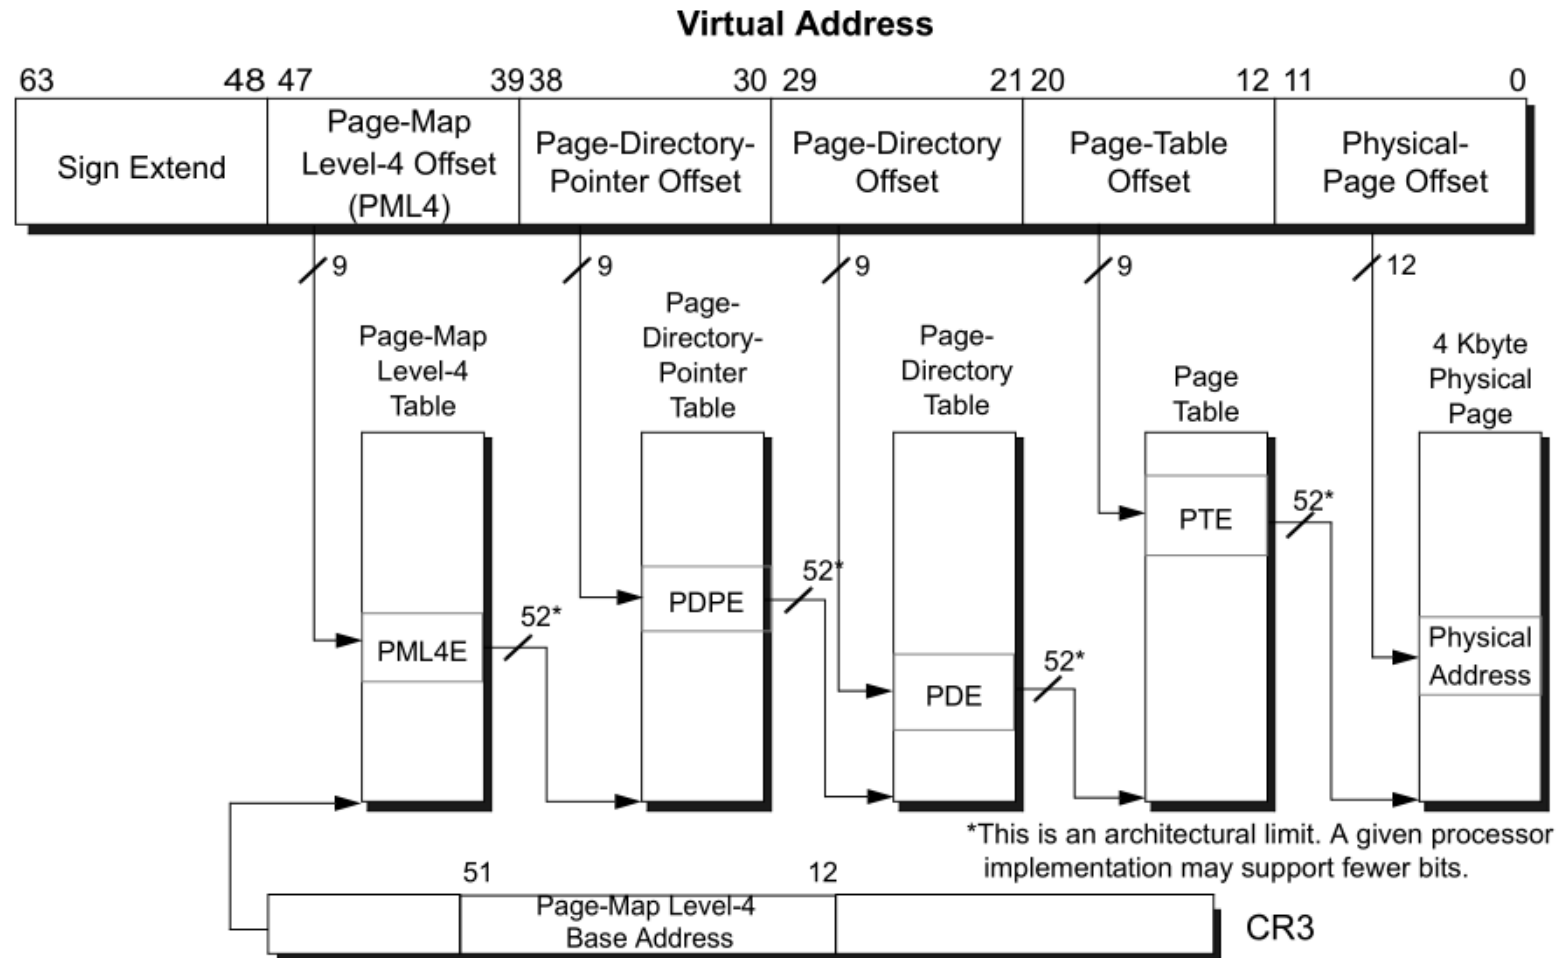 Virtual Address
63 48 47 39 38 30 29 21 20 12 11 0
Sign Extend
Page-Map
Level-4 Offset
(PML4)
Page-Directory-
Pointer Offset
Page-Directory
Offset
Page-Table
Offset
Physical-
Page Offset
9
9
9
9
12
Page-Map
Level-4
Table
Page-
Directory-
Pointer
Table
Page-
Directory
Table
Page
Table
4 Kbyte
Physical
Page
PML4E
52*
PDPE
52*
PDE
52*
PTE
52*
Physical
Address
*This is an architectural limit. A given processor
implementation may support fewer bits.
51 12
Page-Map Level-4
Base Address
CR3